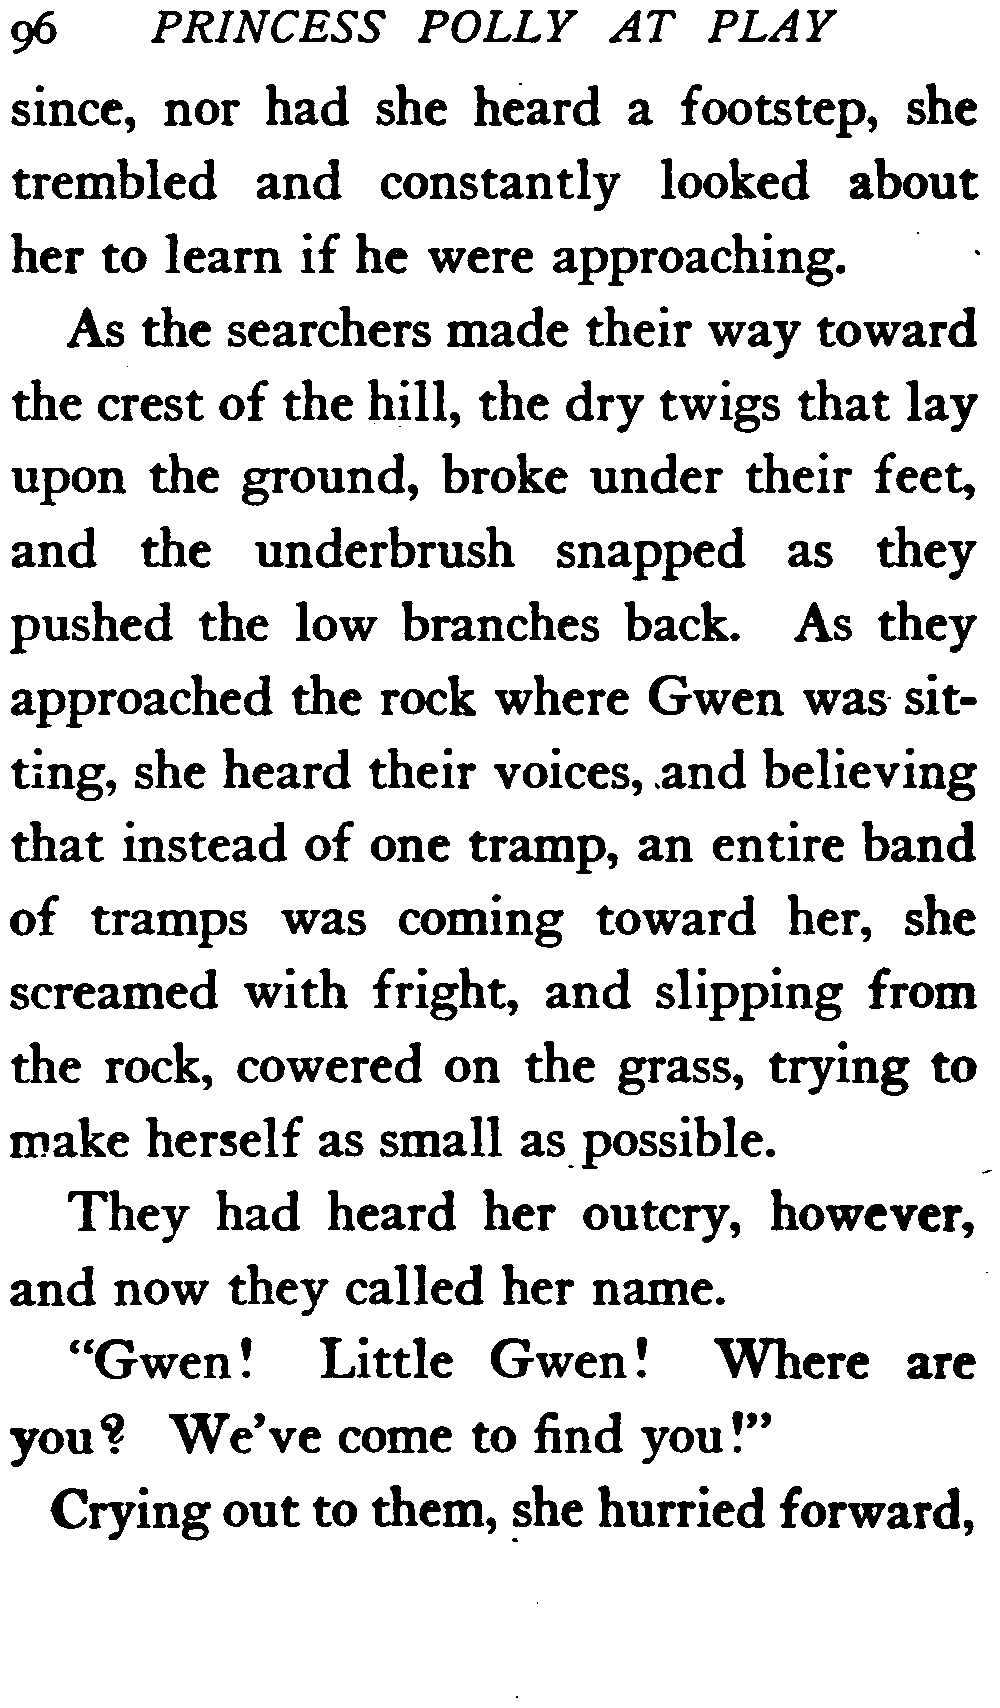 96 PRINCESS POLLY AT PLAY
since, nor had she heard a footstep, she
trembled and constantly looked about
her to learn if he were approaching.
As the searchers made their way toward
the crest of the hill, the dry twigs that lay
upon the ground, broke under their feet,
and the underbrush snapped as they
pushed the low branches back. As they
approached the rock where Gwen was sit-
ting, she heard their voices, and believing
that instead of one tramp, an entire band
of tramps was coming toward her, she
screamed with fright, and slipping from
the rock, cowered on the grass, trying to
make herself as small as possible.
They had heard her outcry, however,
and now they called her name.
"Gwen! Little Gwen! Where are
you? We've come to find you!"
Crying out to them, she hurried forward,